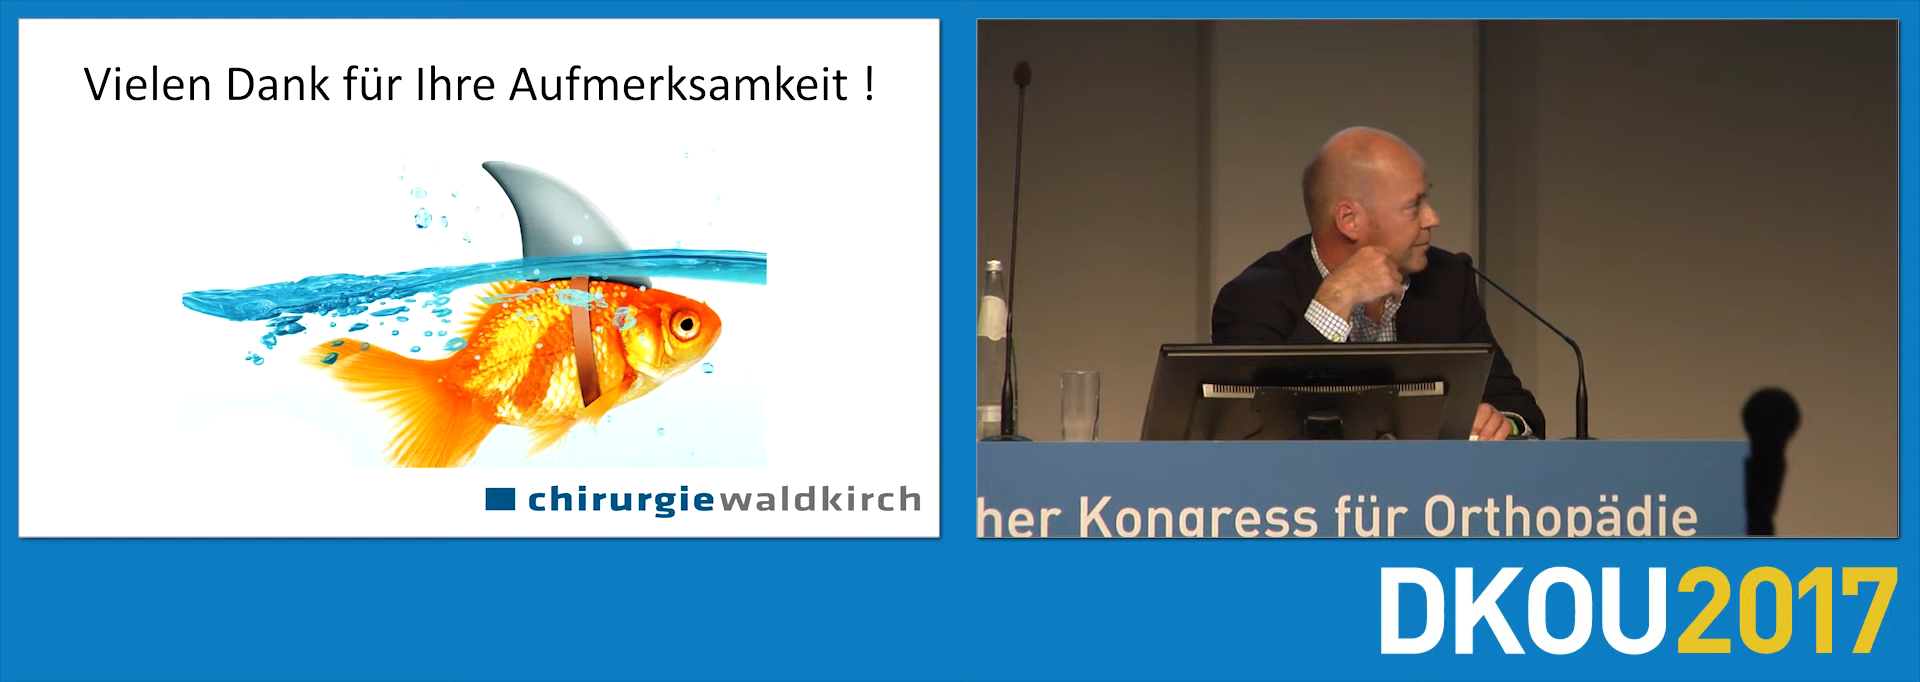 Vielen Dank für Ihre Aufmerksamkeit !
chirurgiewaldkirch
her Kongress für Orthopädie
DKOU2017